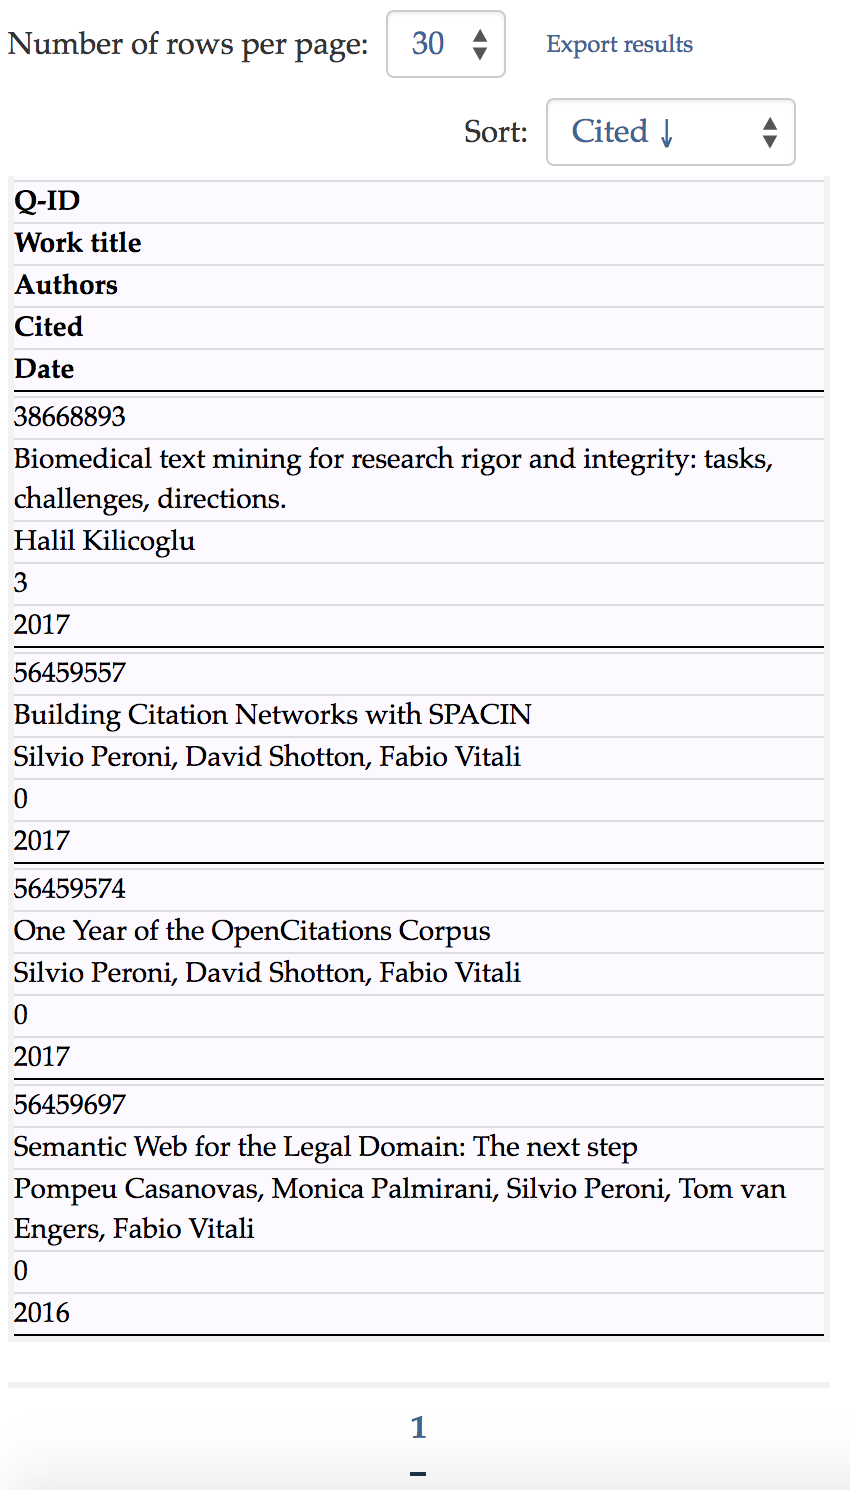 Number of rows per page: 30 Export results
Sort: Cited ↓
Q-ID
Work title
Authors
Cited
Date
38668893
Biomedical text mining for research rigor and integrity: tasks,
challenges, directions.
Halil Kilicoglu
3
2017
56459557
Building Citation Networks with SPACIN
Silvio Peroni, David Shotton, Fabio Vitali
0
2017
56459574
One Year of the OpenCitations Corpus
Silvio Peroni, David Shotton, Fabio Vitali
0
2017
56459697
Semantic Web for the Legal Domain: The next step
Pompeu Casanovas, Monica Palmirani, Silvio Peroni, Tom van
Engers, Fabio Vitali
0
2016
1